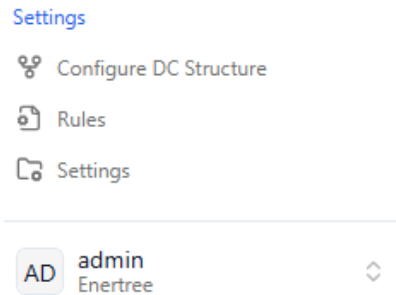 Settings
Configure DC Structure
Rules
Settings
AD
admin
Enertree